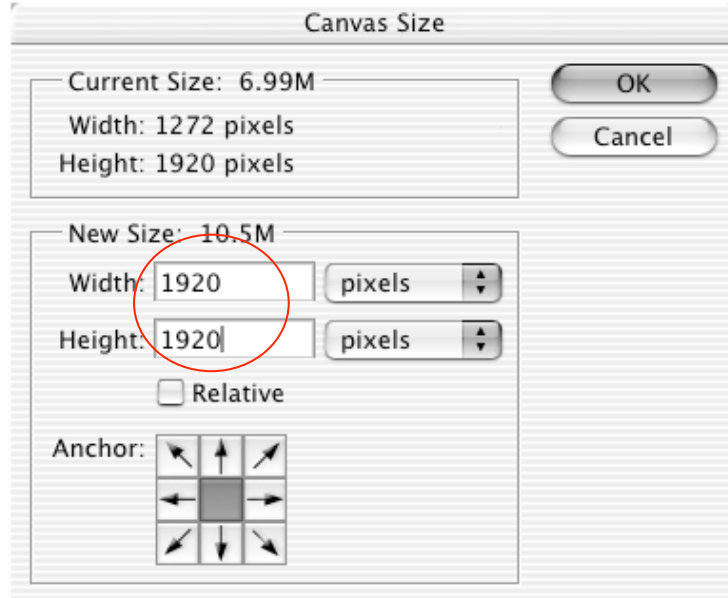 Canvas Size
Current Size: 6.99M
OK
Width: 1272 pixels
Cancel
Height: 1920 pixels
New Size: 10.5M
Width: 1920 pixels
Height: 1920 pixels
Relative
Anchor: